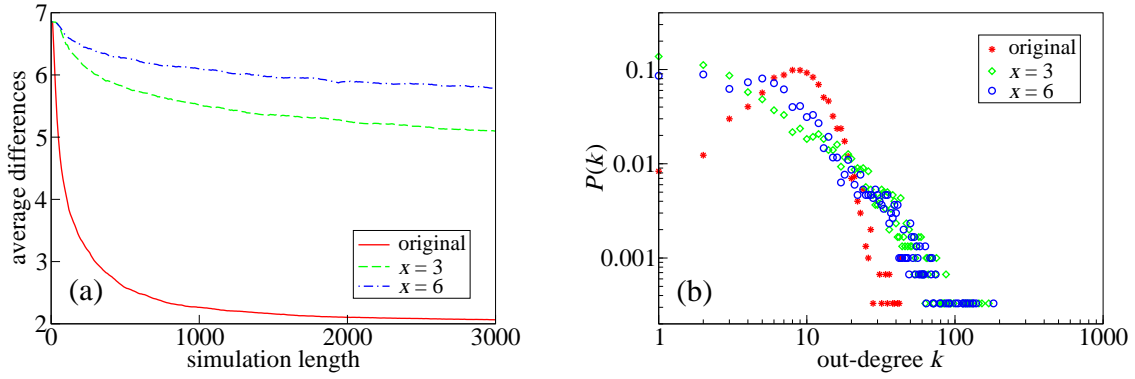 7
6
5
4
3
2
average differences
0
1000
2000
3000
simulation length
(a)
original
x = 3
x = 6
0.1
0.01
0.001
P(k)
1
10
100
1000
out-degree k
(b)
original
x = 3
x = 6